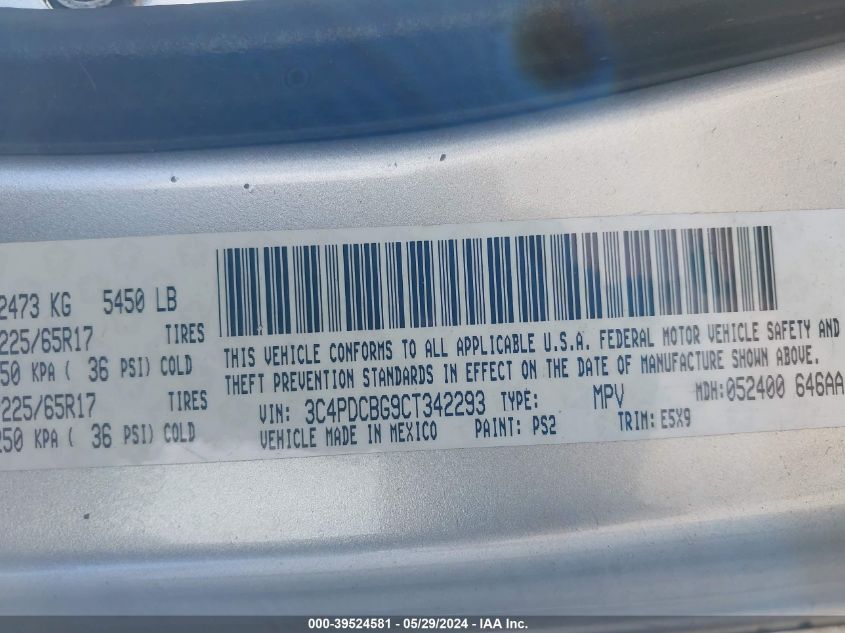 2473 KG 5450 LB
225/65R17 TIRES
50 KPA ( 36 PSI) COLD
225/65R17 TIRES
250 KPA ( 36 PSI) COLD
THIS VEHICLE CONFORMS TO ALL APPLICABLE U.S.A. FEDERAL MOTOR VEHICLE SAFETY AND
THEFT PREVENTION STANDARDS IN EFFECT ON THE DATE OF MANUFACTURE SHOWN ABOVE.
VIN: 3C4PDCBG9CT342293 TYPE: MPV MDH:052400 646AA
VEHICLE MADE IN MEXICO PAINT: PS2 TRIM: E5X9
000-39524581 - 05/29/2024 - IAA Inc.